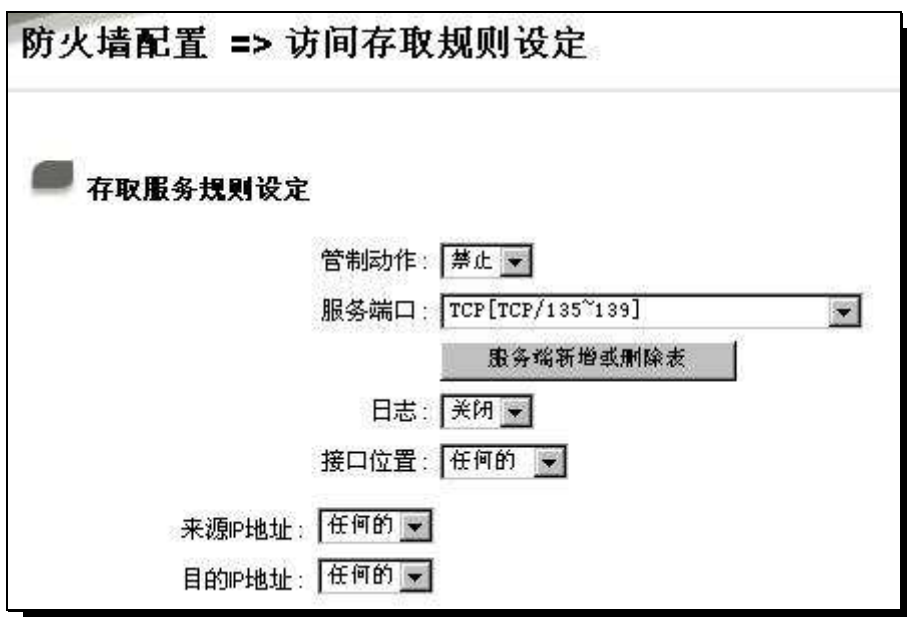 防火墙配置 => 访间存取规则设定
存取服务规则设定
管制动作: 禁止
服务端口: TCP[TCP/135~139]
服务端新增或删除表
日志: 关闭
接口位置: 任何的
来源IP地址: 任何的
目的IP地址: 任何的